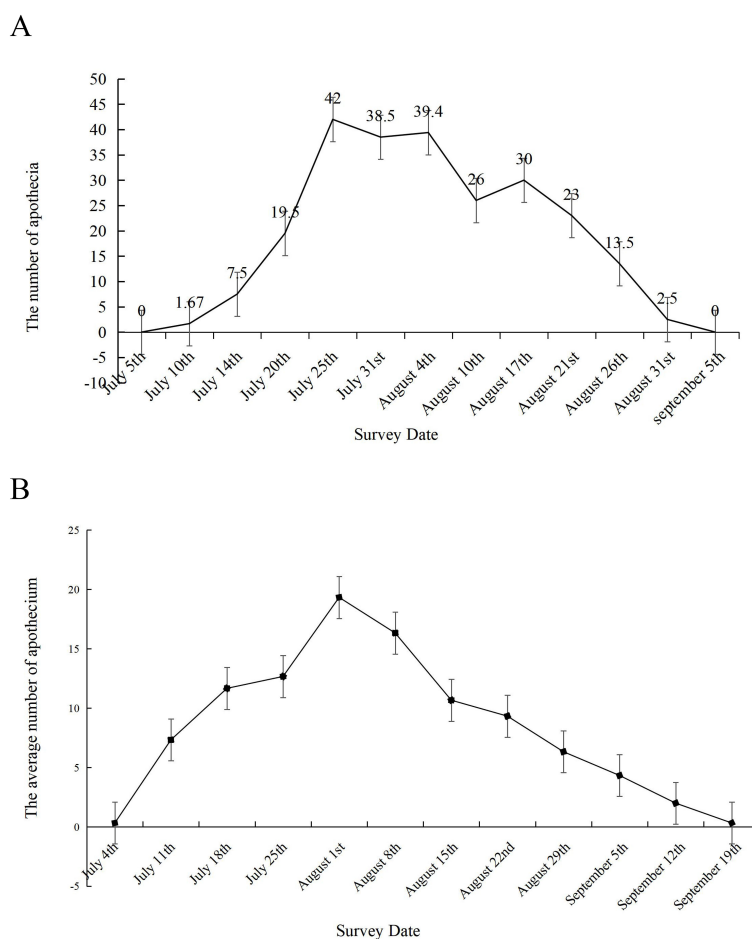 A
50
45
40
35
30
25
20
15
10
5
0
-5
-10
The number of apothecia
0
1.67
7.5
19.5
42
38.5
39.4
26
30
23
13.5
2.5
0
July 5th
July 10th
July 14th
July 20th
July 25th
July 31st
August 4th
August 10th
August 17th
August 21st
August 26th
August 31st
september 5th
Survey Date
B
25
20
15
10
5
0
-5
The average number of apothecium
July 4th
July 11th
July 18th
July 25th
August 1st
August 8th
August 15th
August 22nd
August 29th
September 5th
September 12th
September 19th
Survey Date